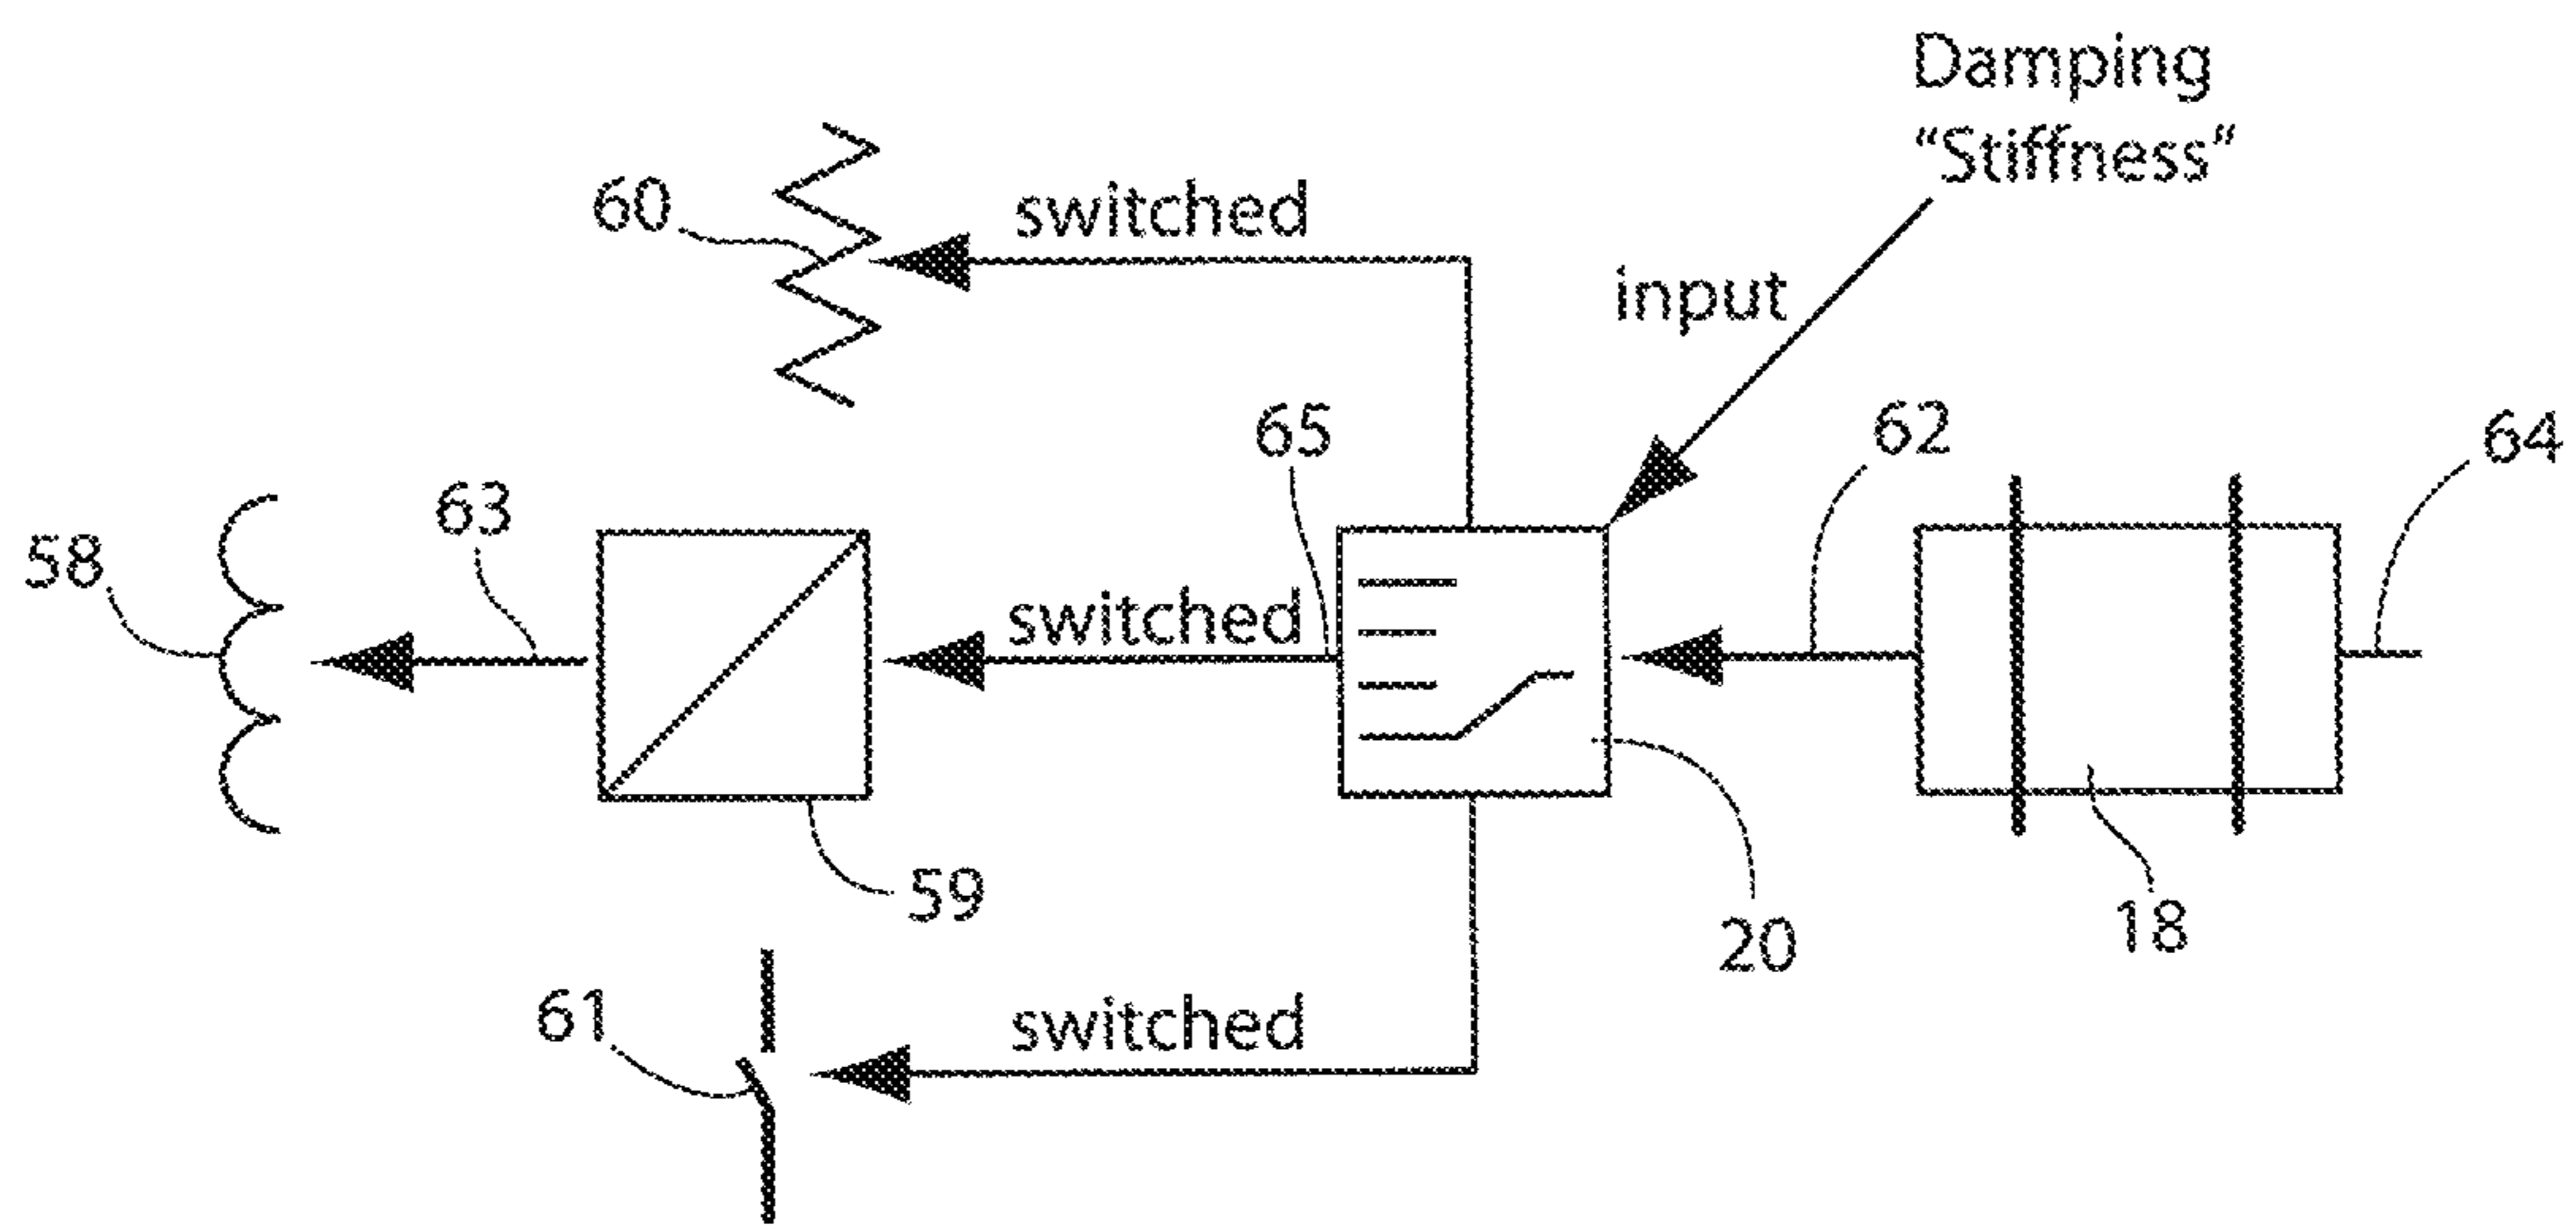 Damping
“Stiffness”
60
switched
input
65
62
64
63
58
switched
59
20
18
61
switched